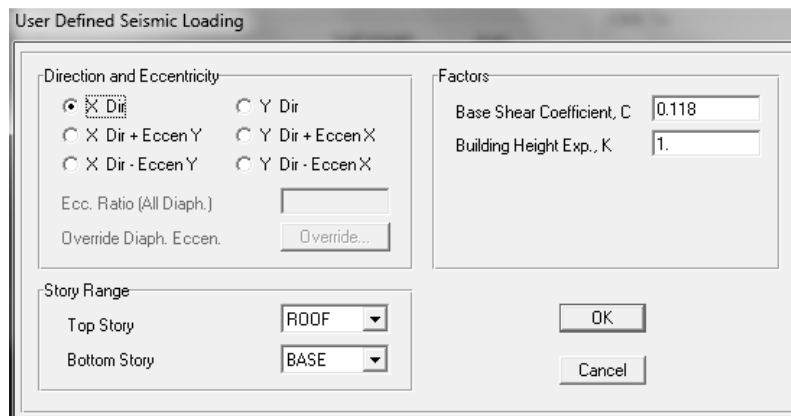 User Defined Seismic Loading
Direction and Eccentricity
X Dir
Y Dir
X Dir + Eccen Y
Y Dir + Eccen X
X Dir - Eccen Y
Y Dir - Eccen X
Ecc. Ratio (All Diaph.)
Override Diaph. Eccen.
Override...
Factors
Base Shear Coefficient, C
0.118
Building Height Exp., K
1.
Story Range
Top Story
ROOF
Bottom Story
BASE
OK
Cancel